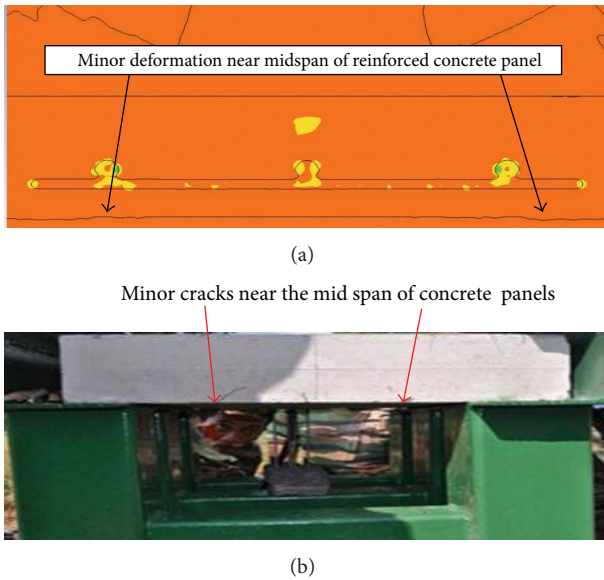 Minor deformation near midspan of reinforced concrete panel
(a)
Minor cracks near the mid span of concrete panels
(b)